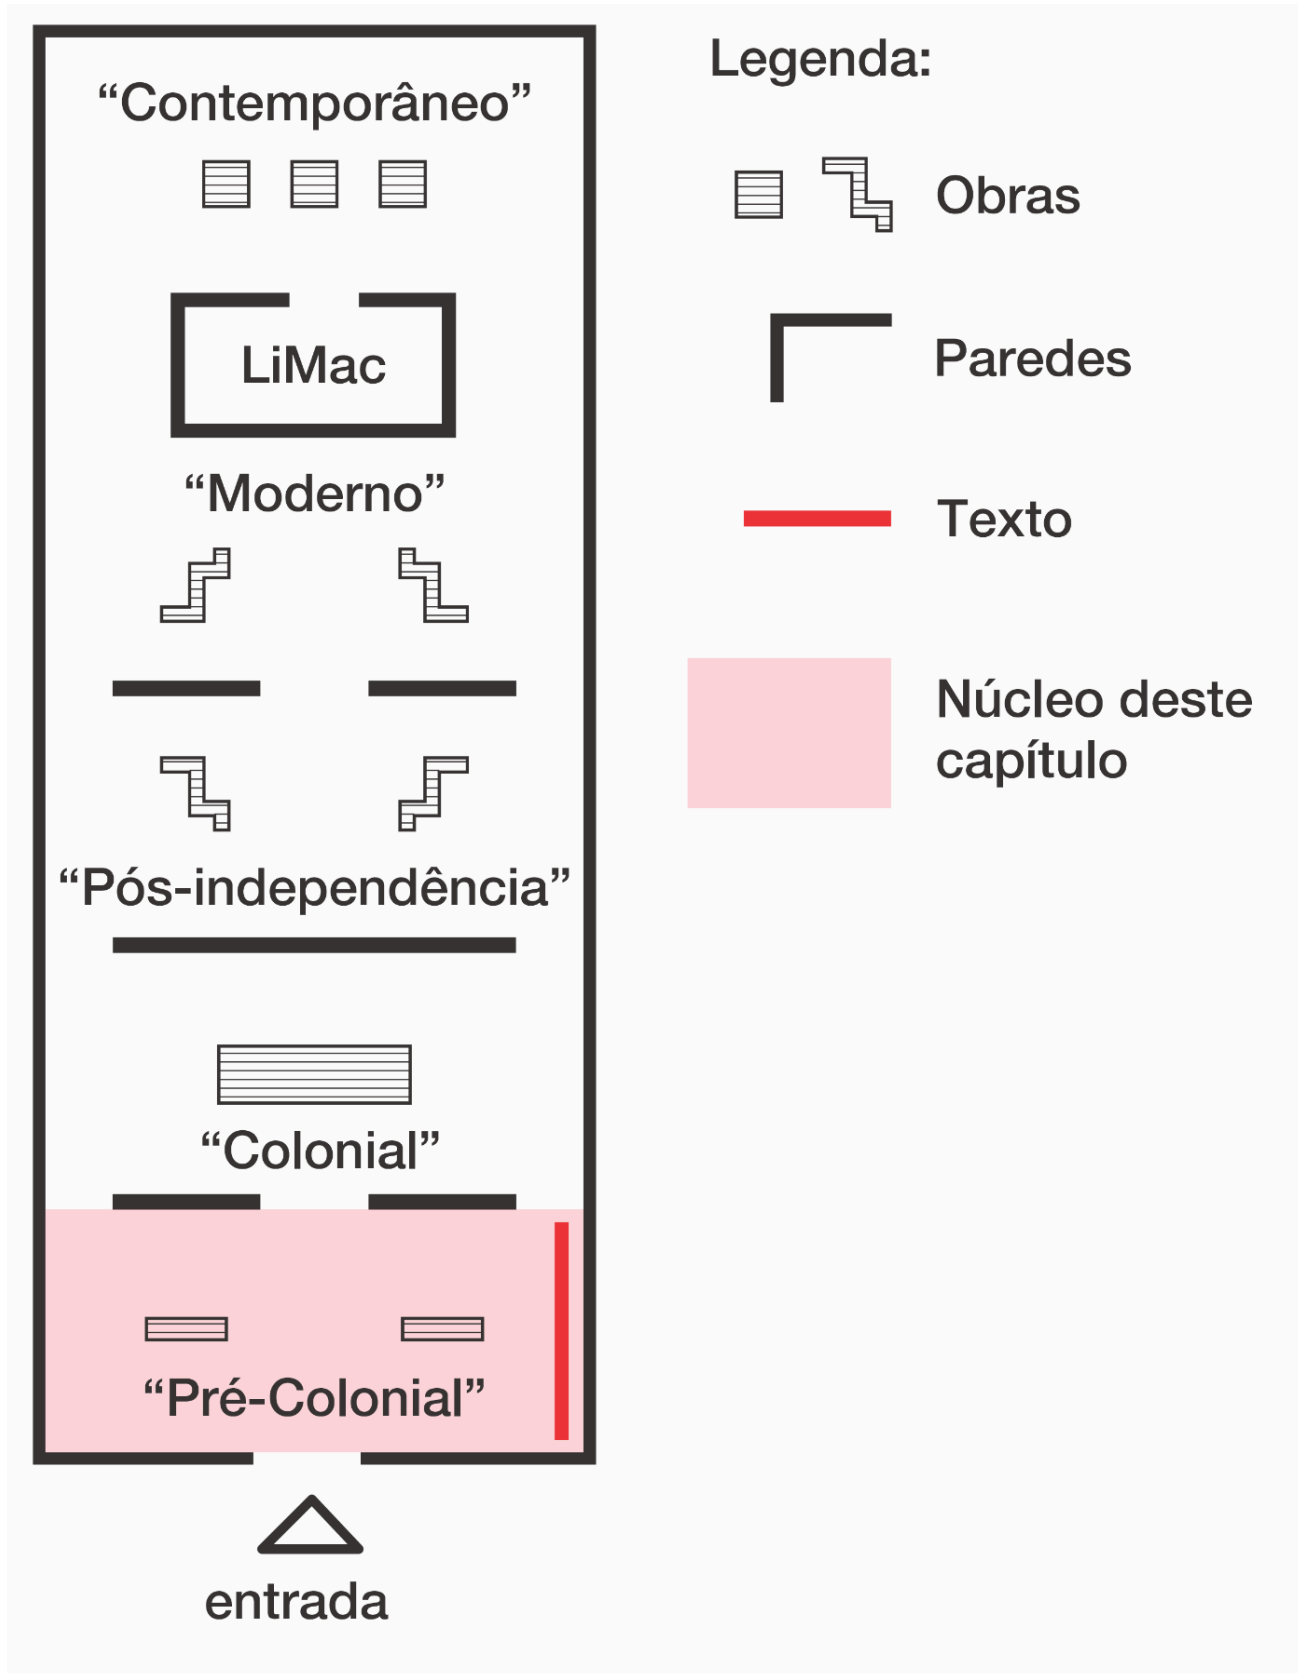 “Contemporâneo”
LiMac
“Moderno”
“Pós-independência”
“Colonial”
“Pré-Colonial”
entrada
Legenda:
Obras
Paredes
Texto
Núcleo deste
capítulo